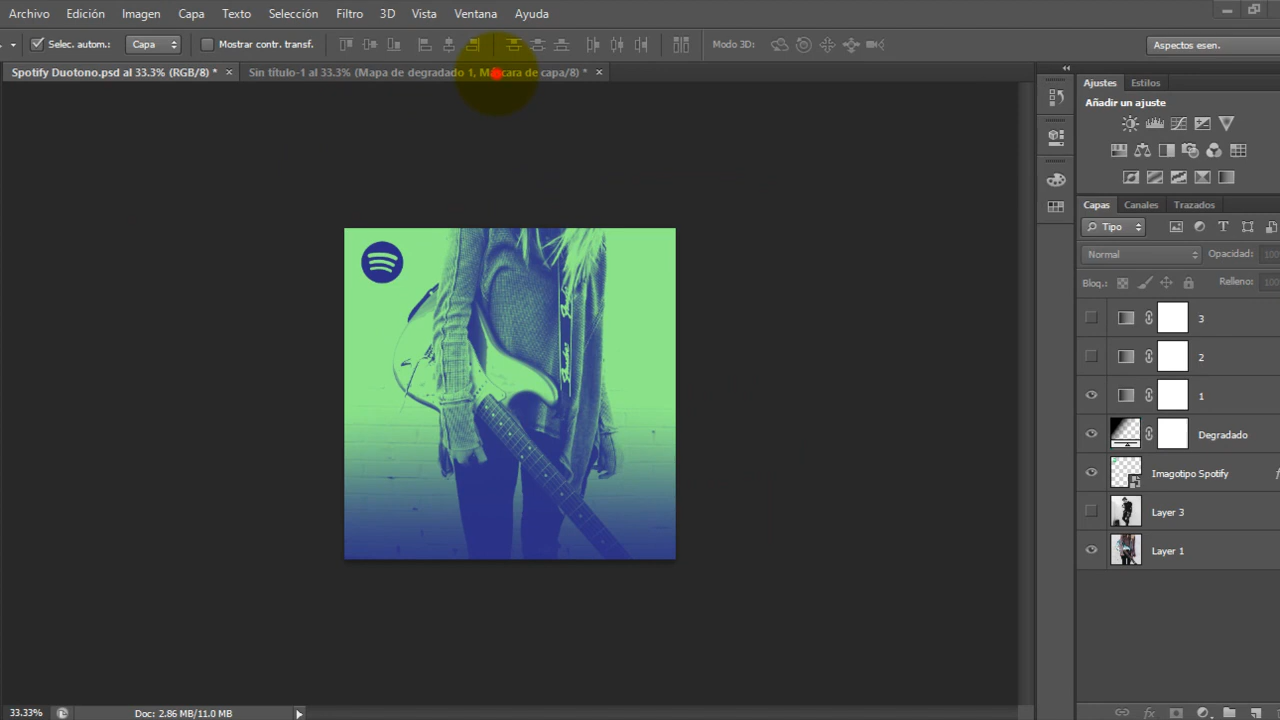 Archivo Edición Imagen Capa Texto Selección Filtro 3D Vista Ventana Ayuda
Selec. autom.: Capa Mostrar contr. transf. Modo 3D: Aspectos esen.
Spotify Duotono.psd al 33.3% (RGB/8) * × Sin título-1 al 33.3% (Mapa de degradado 1, Máscara de capa/8) * ×
Ajustes Estilos
Añadir un ajuste
Capas Canales Trazados
Tipo
Normal Opacidad: 100
Bloq.: Relleno: 100
3
2
1
Degradado
Imagotipo Spotify
Layer 3
Layer 1
33.33% Doc: 2.86 MB/11.0 MB